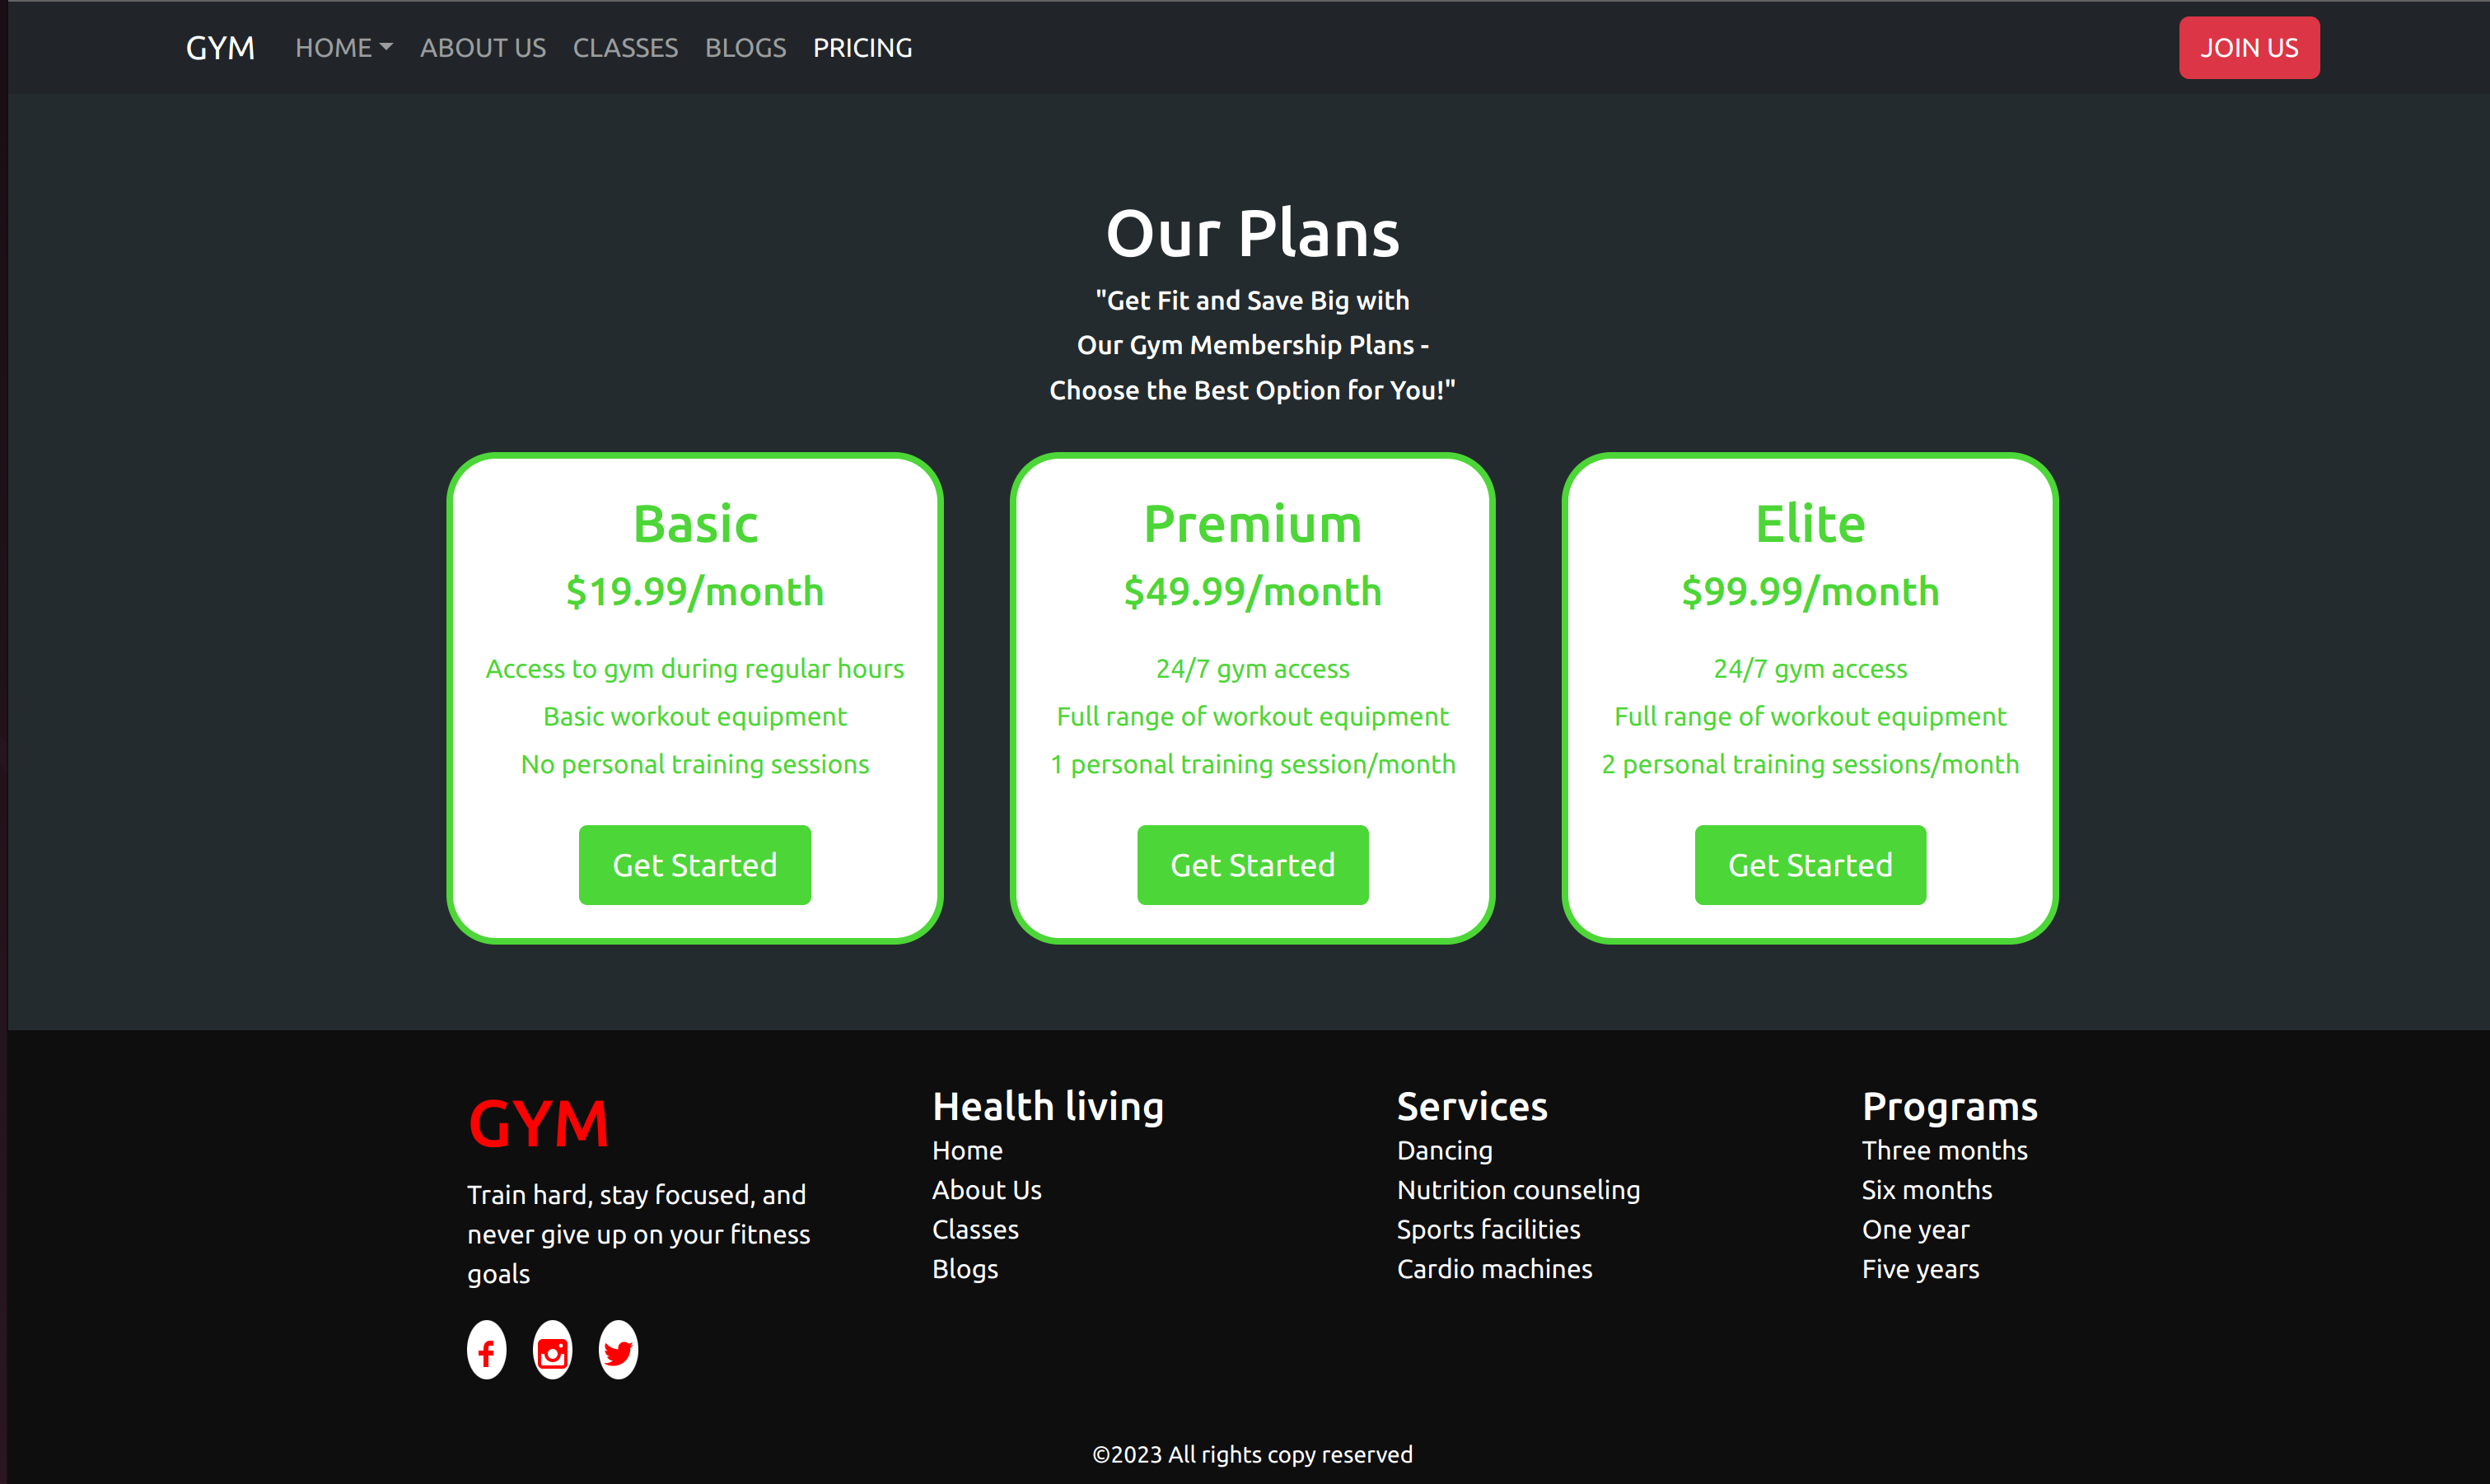 GYM HOME ABOUT US CLASSES BLOGS PRICING JOIN US
Our Plans
"Get Fit and Save Big with
Our Gym Membership Plans -
Choose the Best Option for You!"
Basic
$19.99/month
Access to gym during regular hours
Basic workout equipment
No personal training sessions
Get Started
Premium
$49.99/month
24/7 gym access
Full range of workout equipment
1 personal training session/month
Get Started
Elite
$99.99/month
24/7 gym access
Full range of workout equipment
2 personal training sessions/month
Get Started
GYM
Train hard, stay focused, and
never give up on your fitness
goals
Health living
Home
About Us
Classes
Blogs
Services
Dancing
Nutrition counseling
Sports facilities
Cardio machines
Programs
Three months
Six months
One year
Five years
©2023 All rights copy reserved